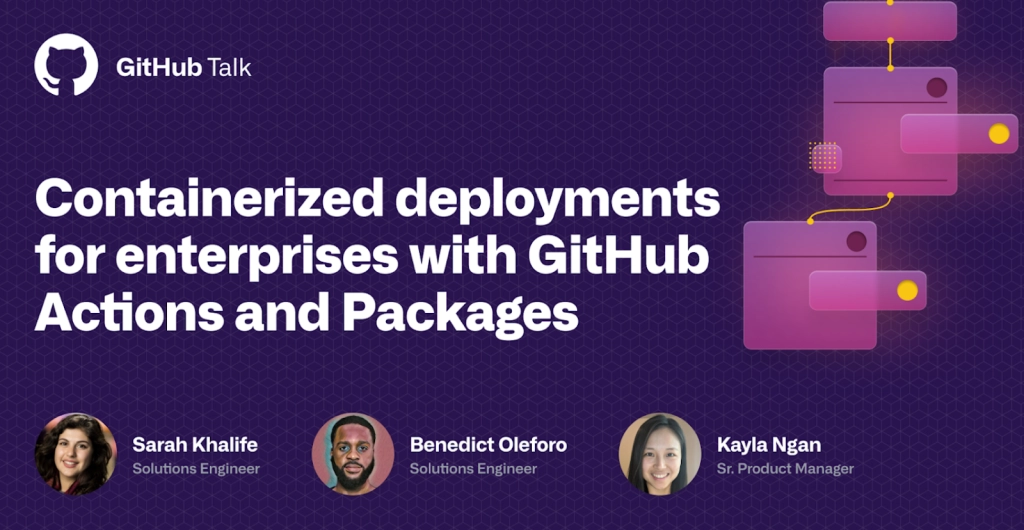 GitHub Talk
Containerized deployments
for enterprises with GitHub
Actions and Packages
Sarah Khalife
Solutions Engineer
Benedict Oleforo
Solutions Engineer
Kayla Ngan
Sr. Product Manager